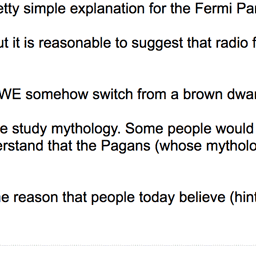 etty simple explanation for the Fermi Par
t it is reasonable to suggest that radio f
WE somehow switch from a brown dwar
e study mythology. Some people would
erstand that the Pagans (whose mytholo
e reason that people today believe (hint